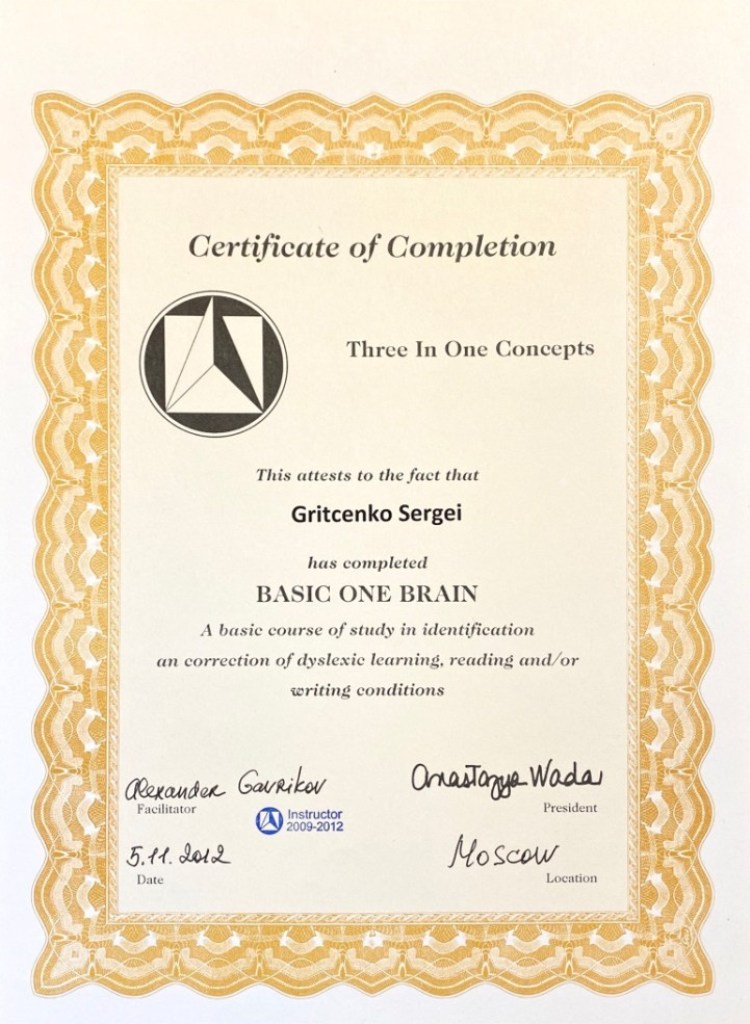 Certificate of Completion
Three In One Concepts
This attests to the fact that
Gritcenko Sergei
has completed
BASIC ONE BRAIN
A basic course of study in identification
an correction of dyslexic learning, reading and/or
writing conditions
Alexander Gavrikov
Facilitator
Instructor
2009-2012
Anastazya Wada
President
5.11.2012
Date
Moscow
Location